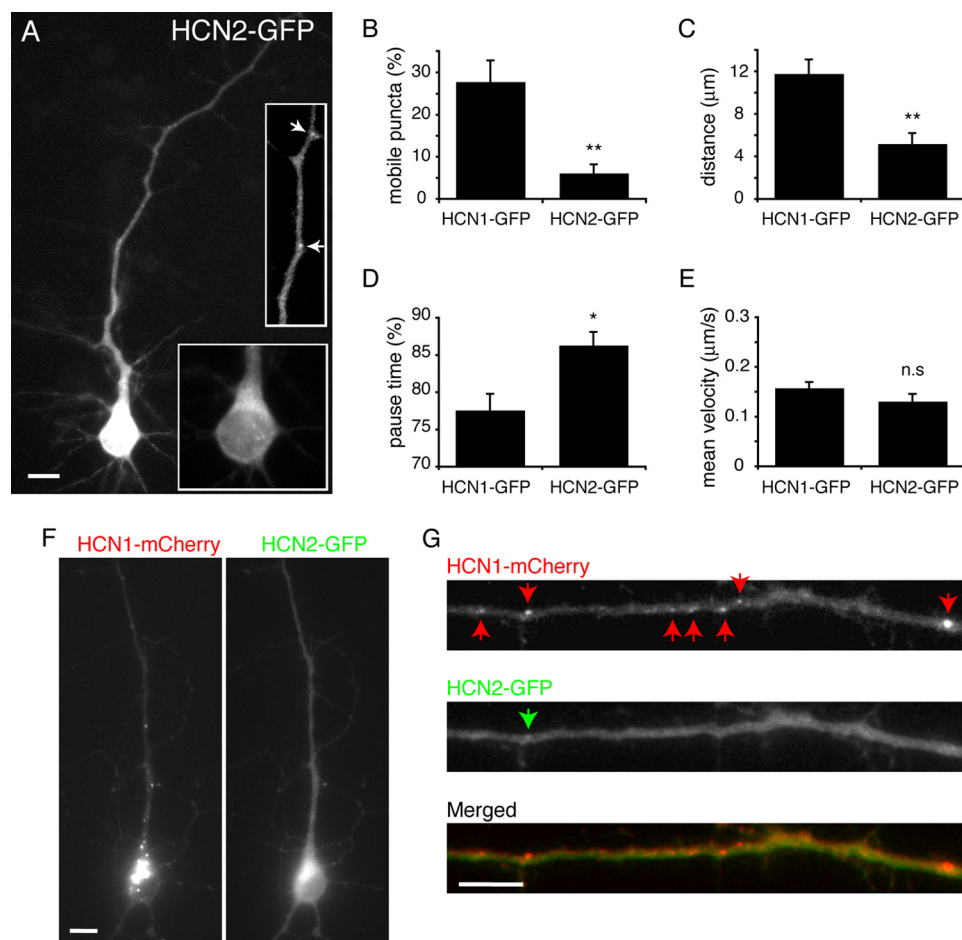 A
HCN2-GFP
B
mobile puncta (%)
30
20
10
0
**
HCN1-GFP HCN2-GFP
C
distance (μm)
12
8
4
0
**
HCN1-GFP HCN2-GFP
D
pause time (%)
90
85
80
75
70
*
HCN1-GFP HCN2-GFP
E
mean velocity (μm/s)
0.3
0.2
0.1
0
n.s
HCN1-GFP HCN2-GFP
F
HCN1-mCherry HCN2-GFP
G
HCN1-mCherry
HCN2-GFP
Merged